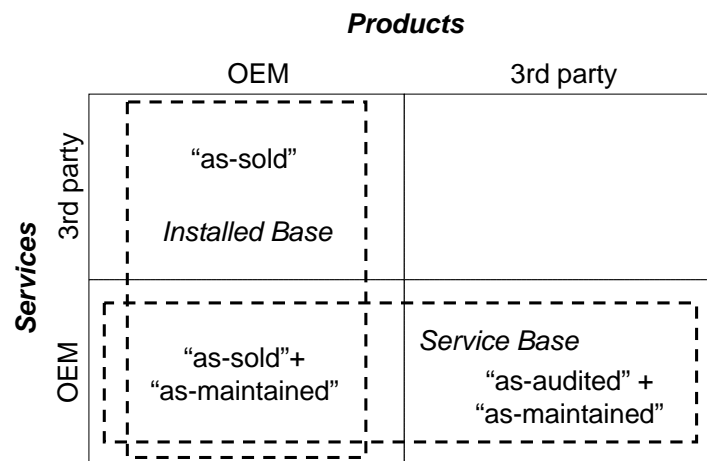 Products
OEM
3rd party
Services
3rd party
“as-sold”
Installed Base
OEM
“as-sold”+
“as-maintained”
Service Base
“as-audited” +
“as-maintained”